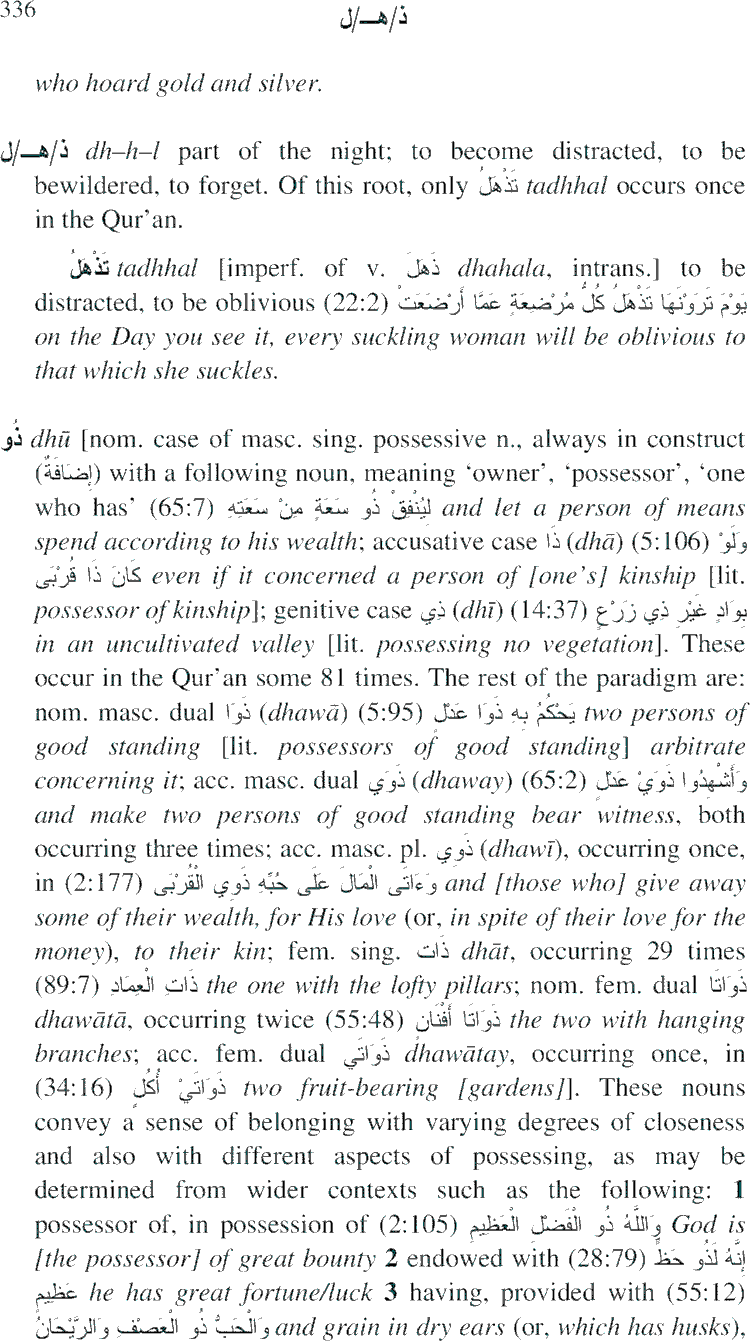 336
ذ/هـ/ل
who hoard gold and silver.
ذ/هـ/ل dh–h–l part of the night; to become distracted, to be
bewildered, to forget. Of this root, only تَذْهَلُ tadhhal occurs once
in the Qur’an.
تَذْهَلُ tadhhal [imperf. of v. ذَهَلَ dhahala, intrans.] to be
distracted, to be oblivious (22:2) يَوْمَ تَرَوْنَهَا تَذْهَلُ كُلُّ مُرْضِعَةٍ عَمَّا أَرْضَعَتْ
on the Day you see it, every suckling woman will be oblivious to
that which she suckles.
ذُو dhū [nom. case of masc. sing. possessive n., always in construct
(إِضَافَةٌ) with a following noun, meaning ‘owner’, ‘possessor’, ‘one
who has’ (65:7) لِيُنْفِقْ ذُو سَعَةٍ مِنْ سَعَتِهِ and let a person of means
spend according to his wealth; accusative case ذَا (dhā) (5:106) وَلَوْ
كَانَ ذَا قُرْبَى even if it concerned a person of [one’s] kinship [lit.
possessor of kinship]; genitive case ذِي (dhī) (14:37) بِوَادٍ غَيْرِ ذِي زَرْعٍ
in an uncultivated valley [lit. possessing no vegetation]. These
occur in the Qur’an some 81 times. The rest of the paradigm are:
nom. masc. dual ذَوَا (dhawā) (5:95) يَحْكُمُ بِهِ ذَوَا عَدْلٍ two persons of
good standing [lit. possessors of good standing] arbitrate
concerning it; acc. masc. dual ذَوَي (dhaway) (65:2) وَأَشْهِدُوا ذَوَيْ عَدْلٍ
and make two persons of good standing bear witness, both
occurring three times; acc. masc. pl. ذَوِي (dhawī), occurring once,
in (2:177) وَءَاتَى الْمَالَ عَلَى حُبِّهِ ذَوِي الْقُرْبَى and [those who] give away
some of their wealth, for His love (or, in spite of their love for the
money), to their kin; fem. sing. ذَات dhāt, occurring 29 times
(89:7) ذَاتِ الْعِمَادِ the one with the lofty pillars; nom. fem. dual ذَوَاتَا
dhawātā, occurring twice (55:48) ذَوَاتَا أَفْنَانٍ the two with hanging
branches; acc. fem. dual ذَوَاتَي dhawātay, occurring once, in
(34:16) ذَوَاتَيْ أُكُلٍ two fruit-bearing [gardens]]. These nouns
convey a sense of belonging with varying degrees of closeness
and also with different aspects of possessing, as may be
determined from wider contexts such as the following: 1
possessor of, in possession of (2:105) وَاللَّهُ ذُو الْفَضْلِ الْعَظِيمِ God is
[the possessor] of great bounty 2 endowed with (28:79) إِنَّهُ لَذُو حَظٍّ
عَظِيمٍ he has great fortune/luck 3 having, provided with (55:12)
وَالْحَبُّ ذُو الْعَصْفِ وَالرَّيْحَانُ and grain in dry ears (or, which has husks),